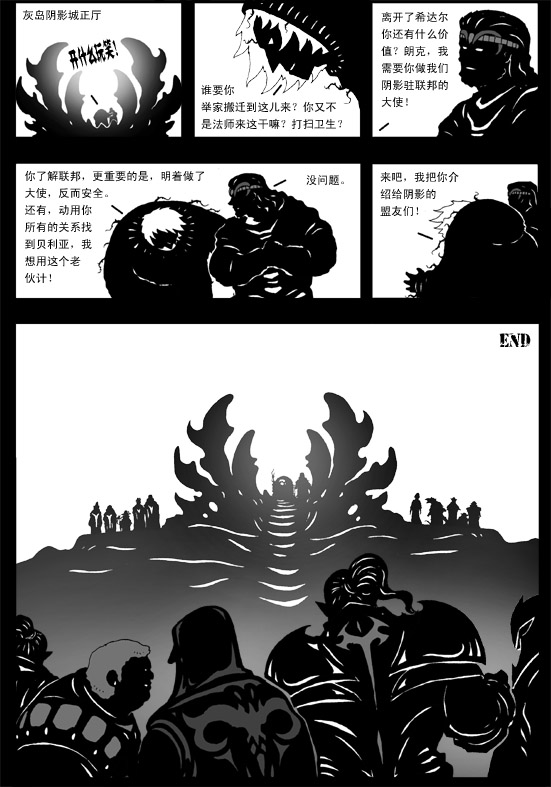 灰岛阴影城正厅
开什么玩笑！
谁要你
举家搬迁到这儿来？你又不
是法师来这干嘛？打扫卫生？
离开了希达尔
你还有什么价
值？朗克，我
需要你做我们
阴影驻联邦的
大使！
你了解联邦，更重要的是，明着做了
大使，反而安全。
还有，动用你
所有的关系找
到贝利亚，我
想用这个老
伙计！
没问题。
来吧，我把你介
绍给阴影的
盟友们！
END